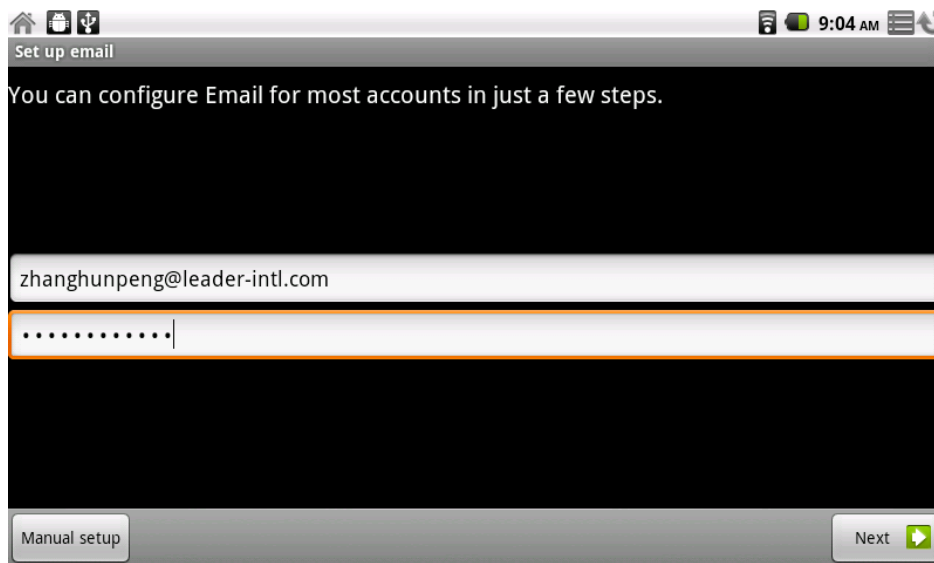 9:04 AM
Set up email
You can configure Email for most accounts in just a few steps.
zhanghunpeng@leader-intl.com
••••••••••••
Manual setup
Next